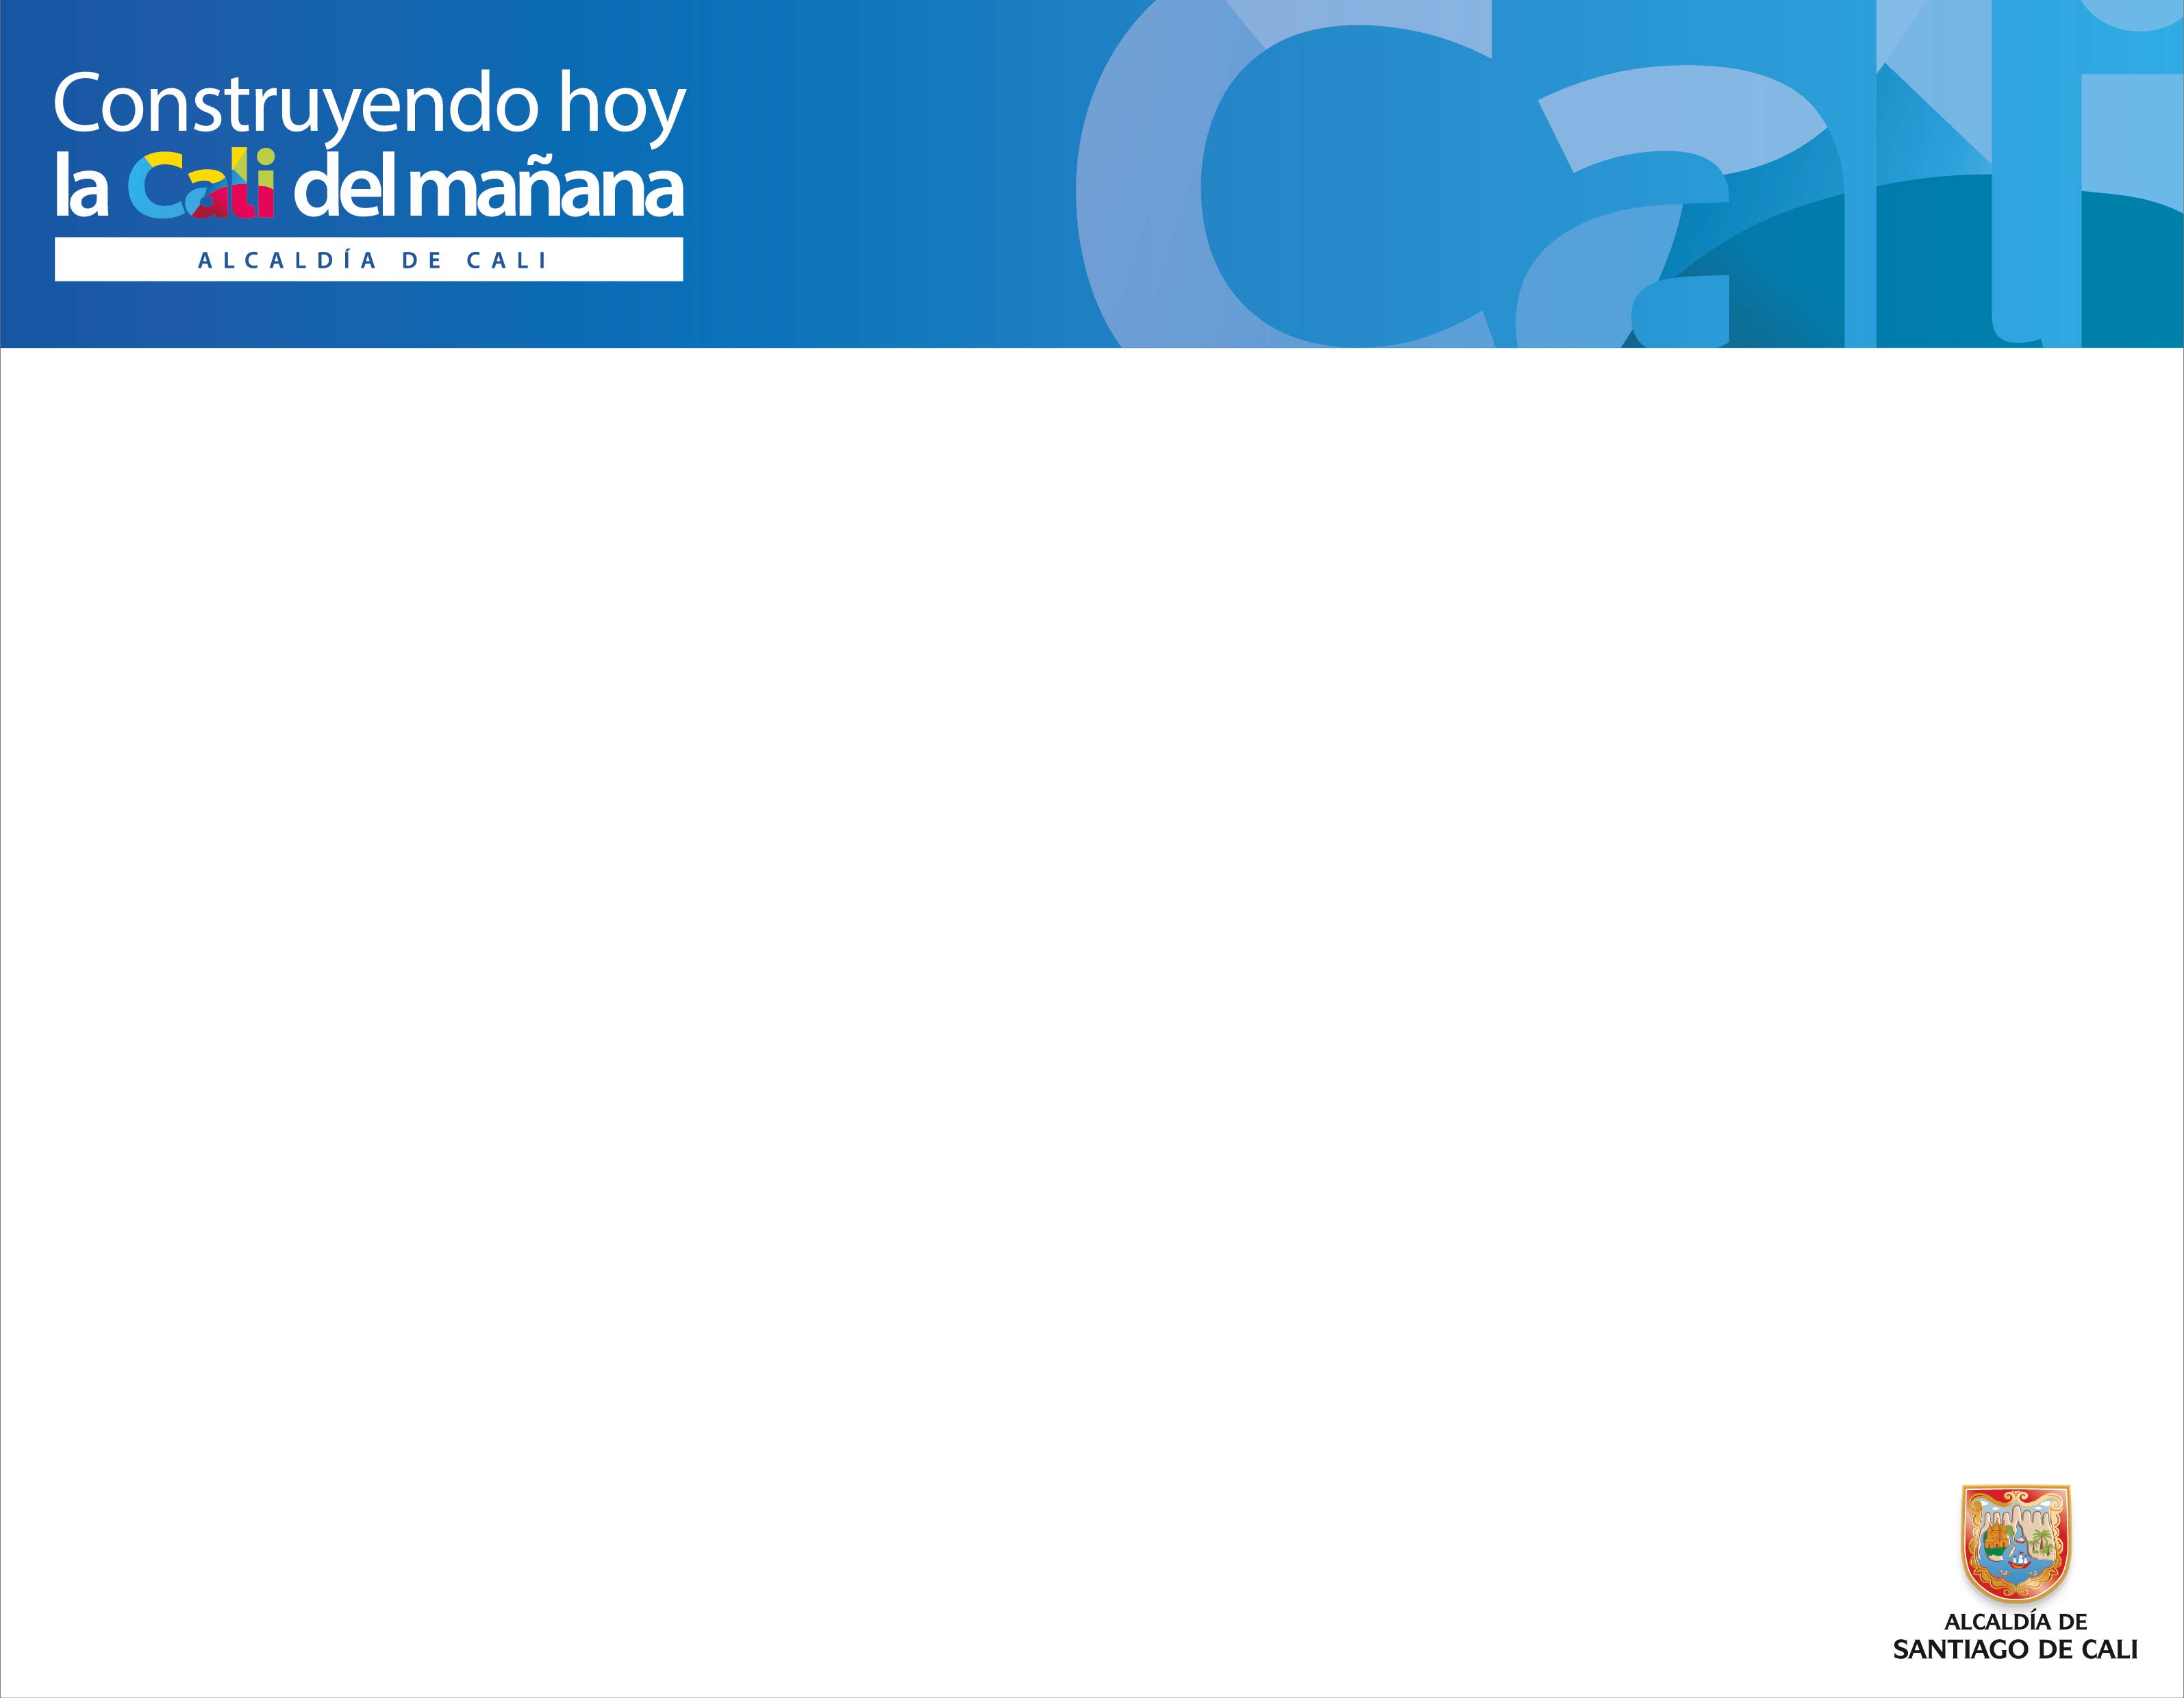 Construyendo hoy
la Cali del mañana
ALCALDÍA DE CALI
Cali
ALCALDÍA DE
SANTIAGO DE CALI